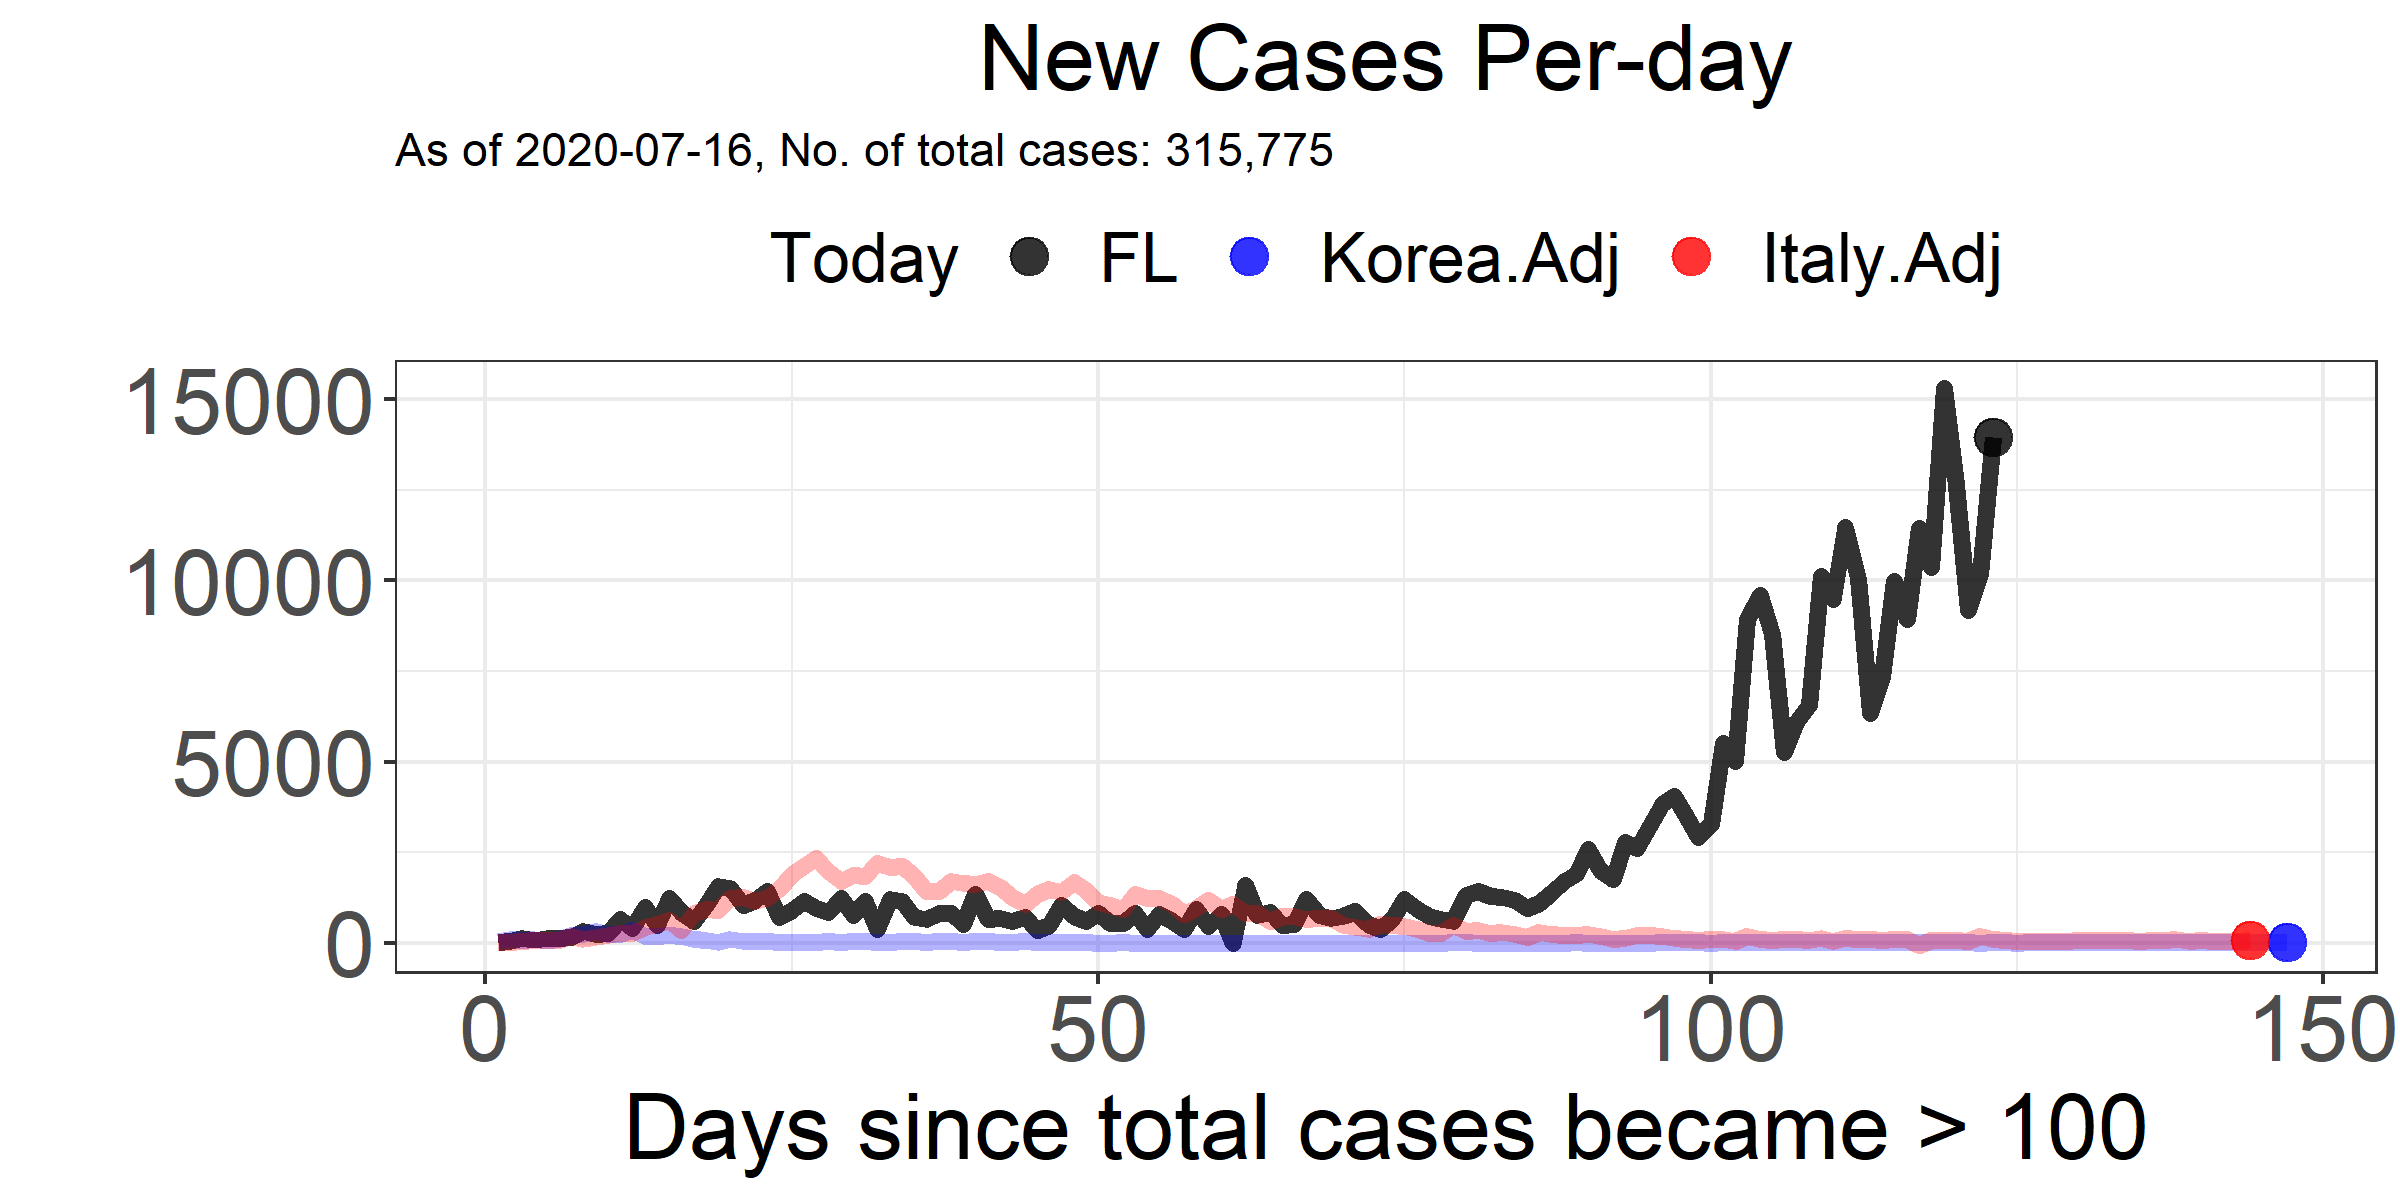 New Cases Per-day
As of 2020-07-16, No. of total cases: 315,775
Today FL Korea.Adj Italy.Adj
15000
10000
5000
0
0 50 100 150
Days since total cases became > 100